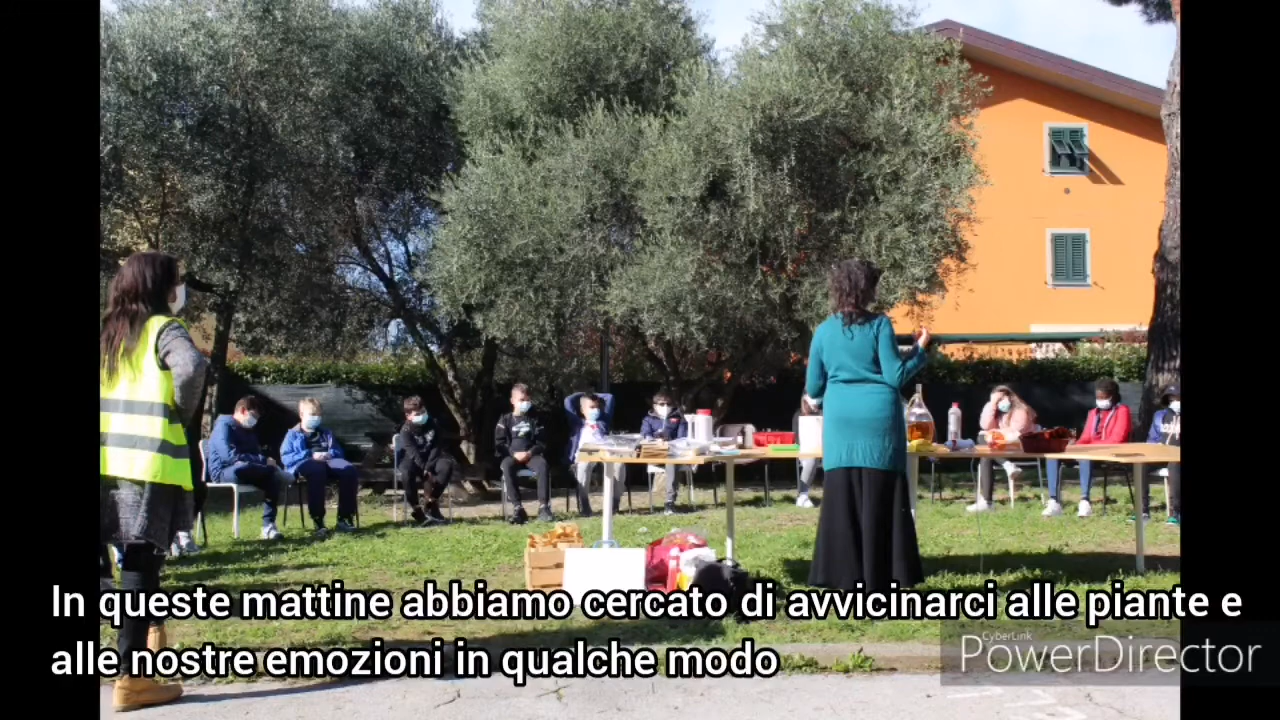 In queste mattine abbiamo cercato di avvicinarci alle piante e
alle nostre emozioni in qualche modo
CyberLink
PowerDirector